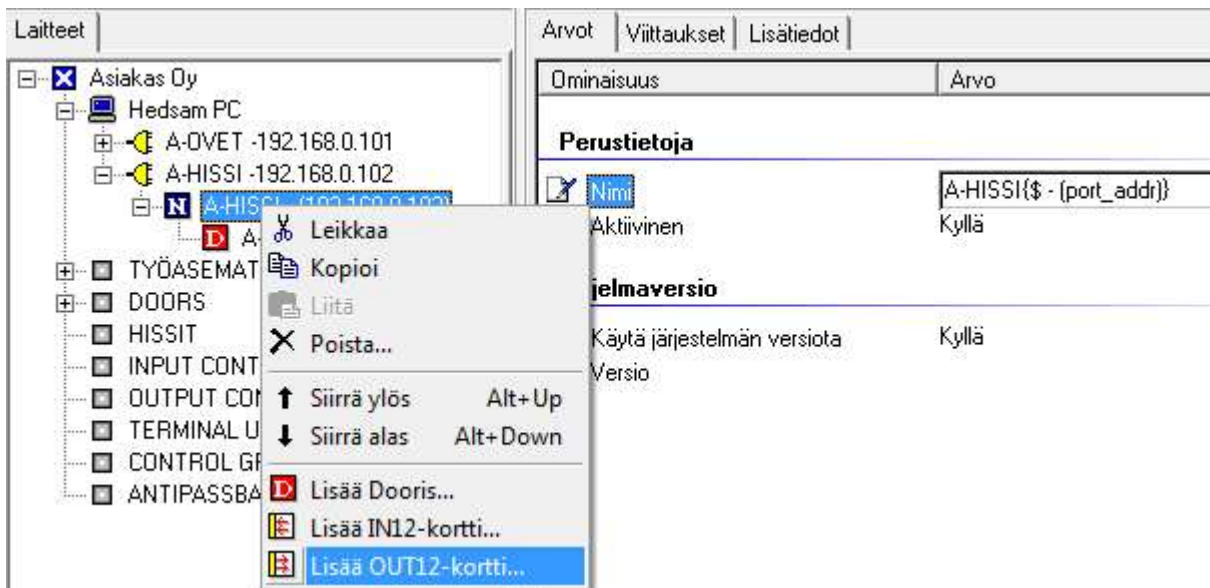 Laitteet
Asiakas Oy
Hedsam PC
A-OVET -192.168.0.101
A-HISSI -192.168.0.102
TYÖASEMAT
DOORS
HISSIT
INPUT CONT
OUTPUT CON
TERMINAL U
CONTROL GR
ANTIPASSBA
Leikkaa
Kopioi
Liitä
Poista...
Siirrä ylös Alt+Up
Siirrä alas Alt+Down
Lisää Dooris...
Lisää IN12-kortti...
Lisää OUT12-kortti...
Arvot Viittaukset Lisätiedot
Ominaisuus Arvo
Perustietoja
Nimi A-HISSI{$ - (port_addr)}
Aktiivinen Kyllä
jelmaversio
Käytä järjestelmän versiota Kyllä
Versio